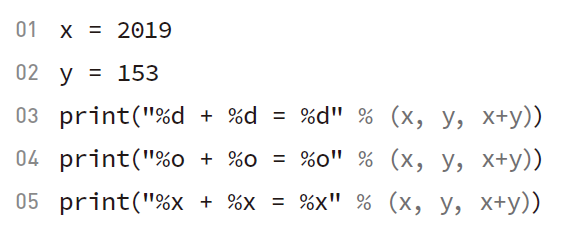 01 x = 2019
02 y = 153
03 print("%d + %d = %d" % (x, y, x+y))
04 print("%o + %o = %o" % (x, y, x+y))
05 print("%x + %x = %x" % (x, y, x+y))